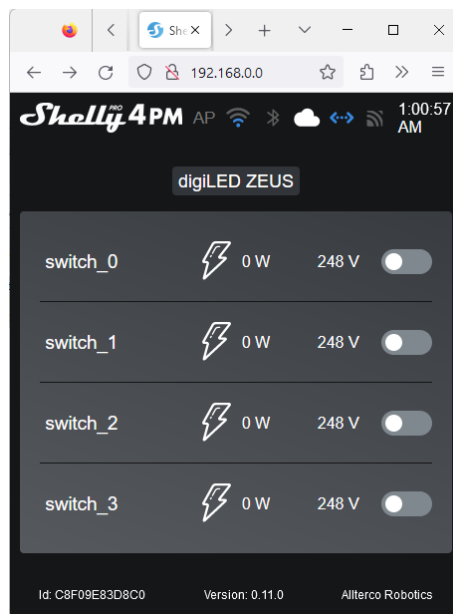 She
192.168.0.0
Shelly PRO 4PM AP 1:00:57 AM
digiLED ZEUS
switch_0 0 W 248 V
switch_1 0 W 248 V
switch_2 0 W 248 V
switch_3 0 W 248 V
Id: C8F09E83D8C0 Version: 0.11.0 Allterco Robotics